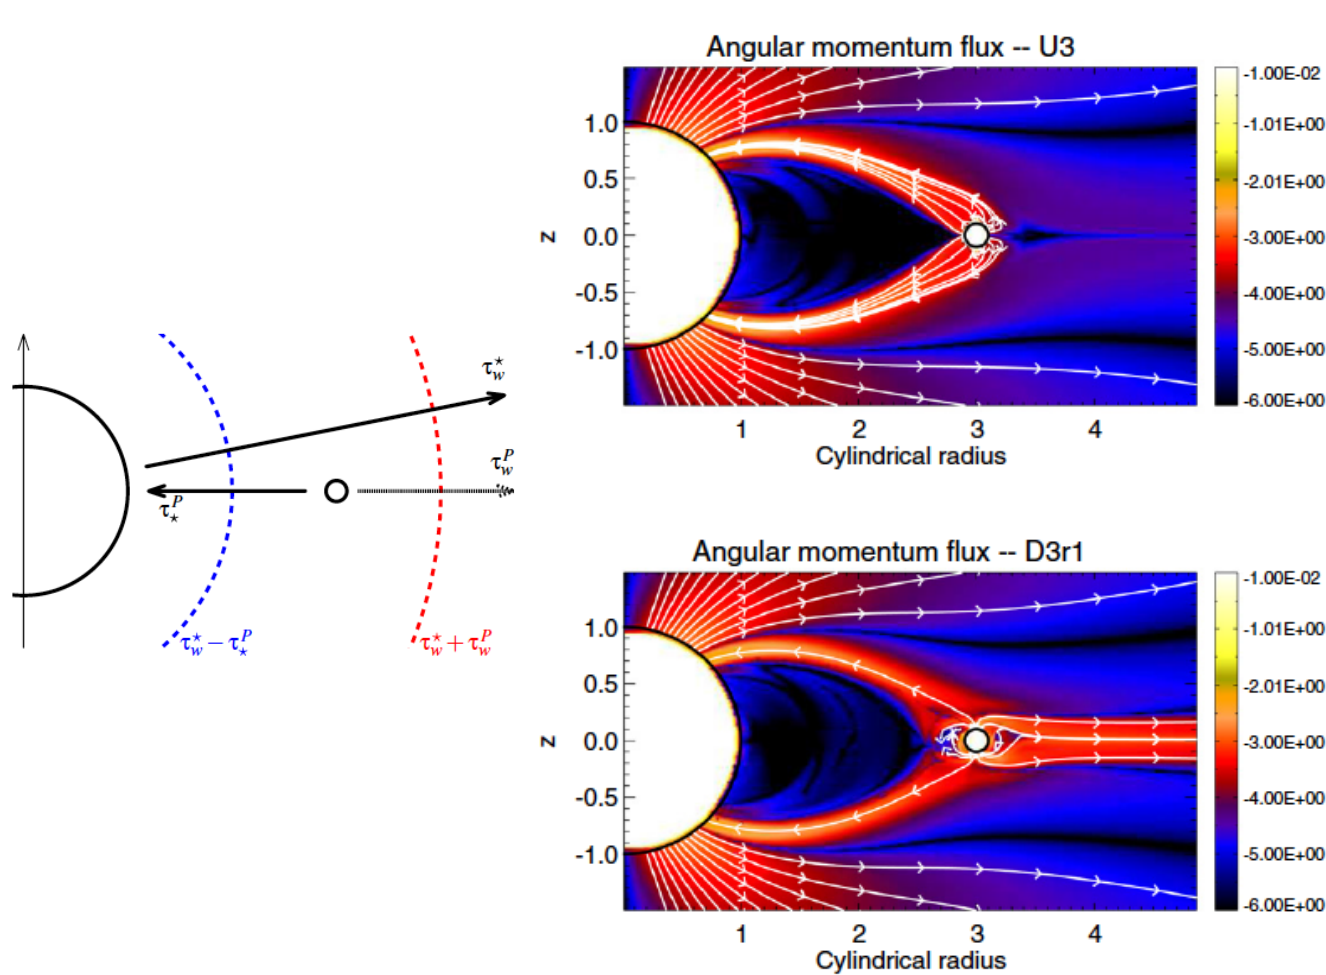 τ_w^⋆
τ_w^P
τ_⋆^P
τ_w^⋆ − τ_⋆^P
τ_w^⋆ + τ_w^P
Angular momentum flux -- U3
1.0
0.5
0.0
-0.5
-1.0
z
1 2 3 4
Cylindrical radius
-1.00E-02
-1.01E+00
-2.01E+00
-3.00E+00
-4.00E+00
-5.00E+00
-6.00E+00
Angular momentum flux -- D3r1
1.0
0.5
0.0
-0.5
-1.0
z
1 2 3 4
Cylindrical radius
-1.00E-02
-1.01E+00
-2.01E+00
-3.00E+00
-4.00E+00
-5.00E+00
-6.00E+00